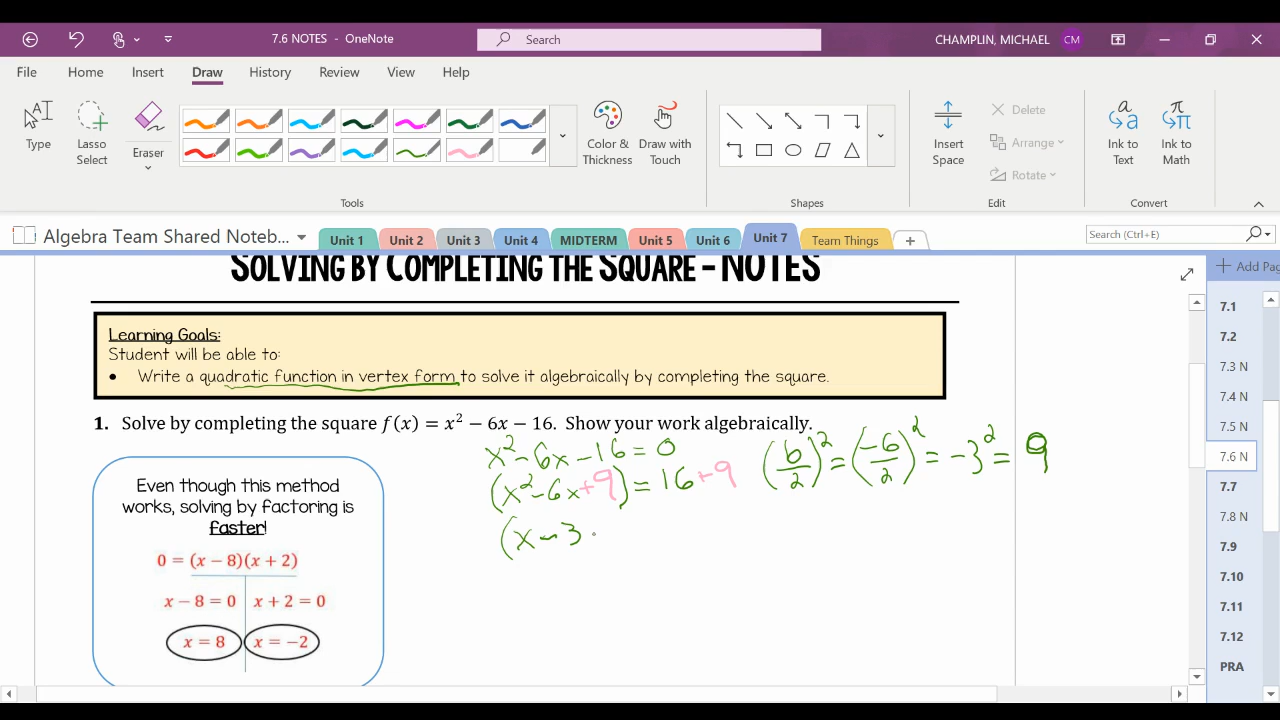 7.6 NOTES - OneNote
Search
CHAMPLIN, MICHAEL CM
File Home Insert Draw History Review View Help
Type
Lasso Select
Eraser
Color & Thickness
Draw with Touch
Insert Space
Delete
Arrange
Rotate
Ink to Text
Ink to Math
Tools Shapes Edit Convert
Algebra Team Shared Noteb... Unit 1 Unit 2 Unit 3 Unit 4 MIDTERM Unit 5 Unit 6 Unit 7 Team Things + Search (Ctrl+E)
SOLVING BY COMPLETING THE SQUARE – NOTES
Learning Goals:
Student will be able to:
• Write a quadratic function in vertex form to solve it algebraically by completing the square.
1. Solve by completing the square f(x) = x² − 6x − 16. Show your work algebraically.
x² - 6x - 16 = 0
(x² - 6x + 9) = 16 + 9
(x - 3
(b/2)² = (-6/2)² = -3² = 9
Even though this method
works, solving by factoring is
faster!
0 = (x − 8)(x + 2)
x − 8 = 0 x + 2 = 0
x = 8 x = −2
+ Add Pag
7.1
7.2
7.3 N
7.4 N
7.5 N
7.6 N
7.7
7.8 N
7.9
7.10
7.11
7.12
PRA